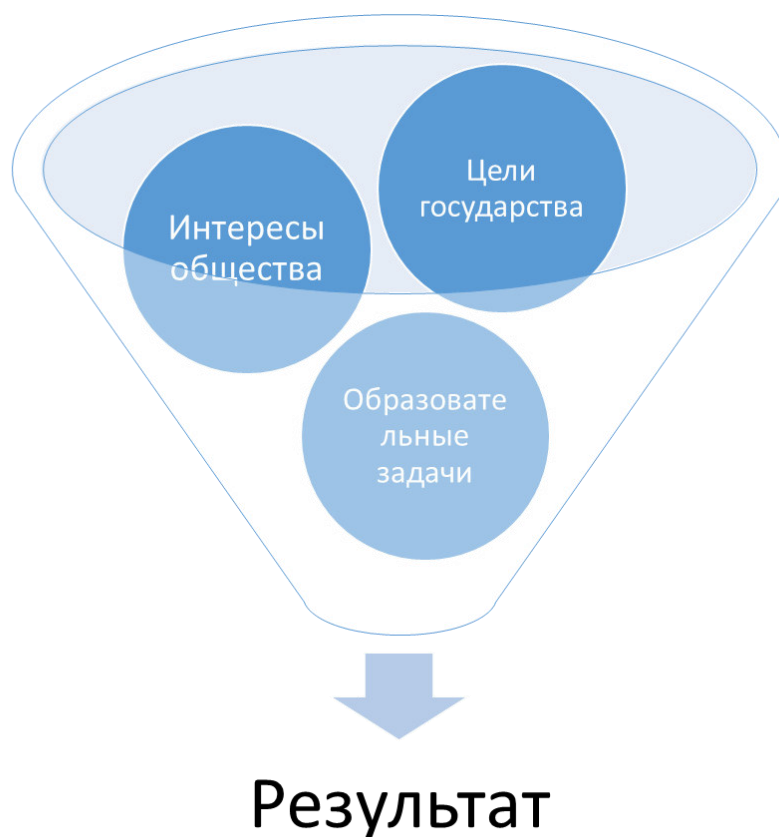 Цели
государства
Интересы
общества
Образовате
льные
задачи
Результат